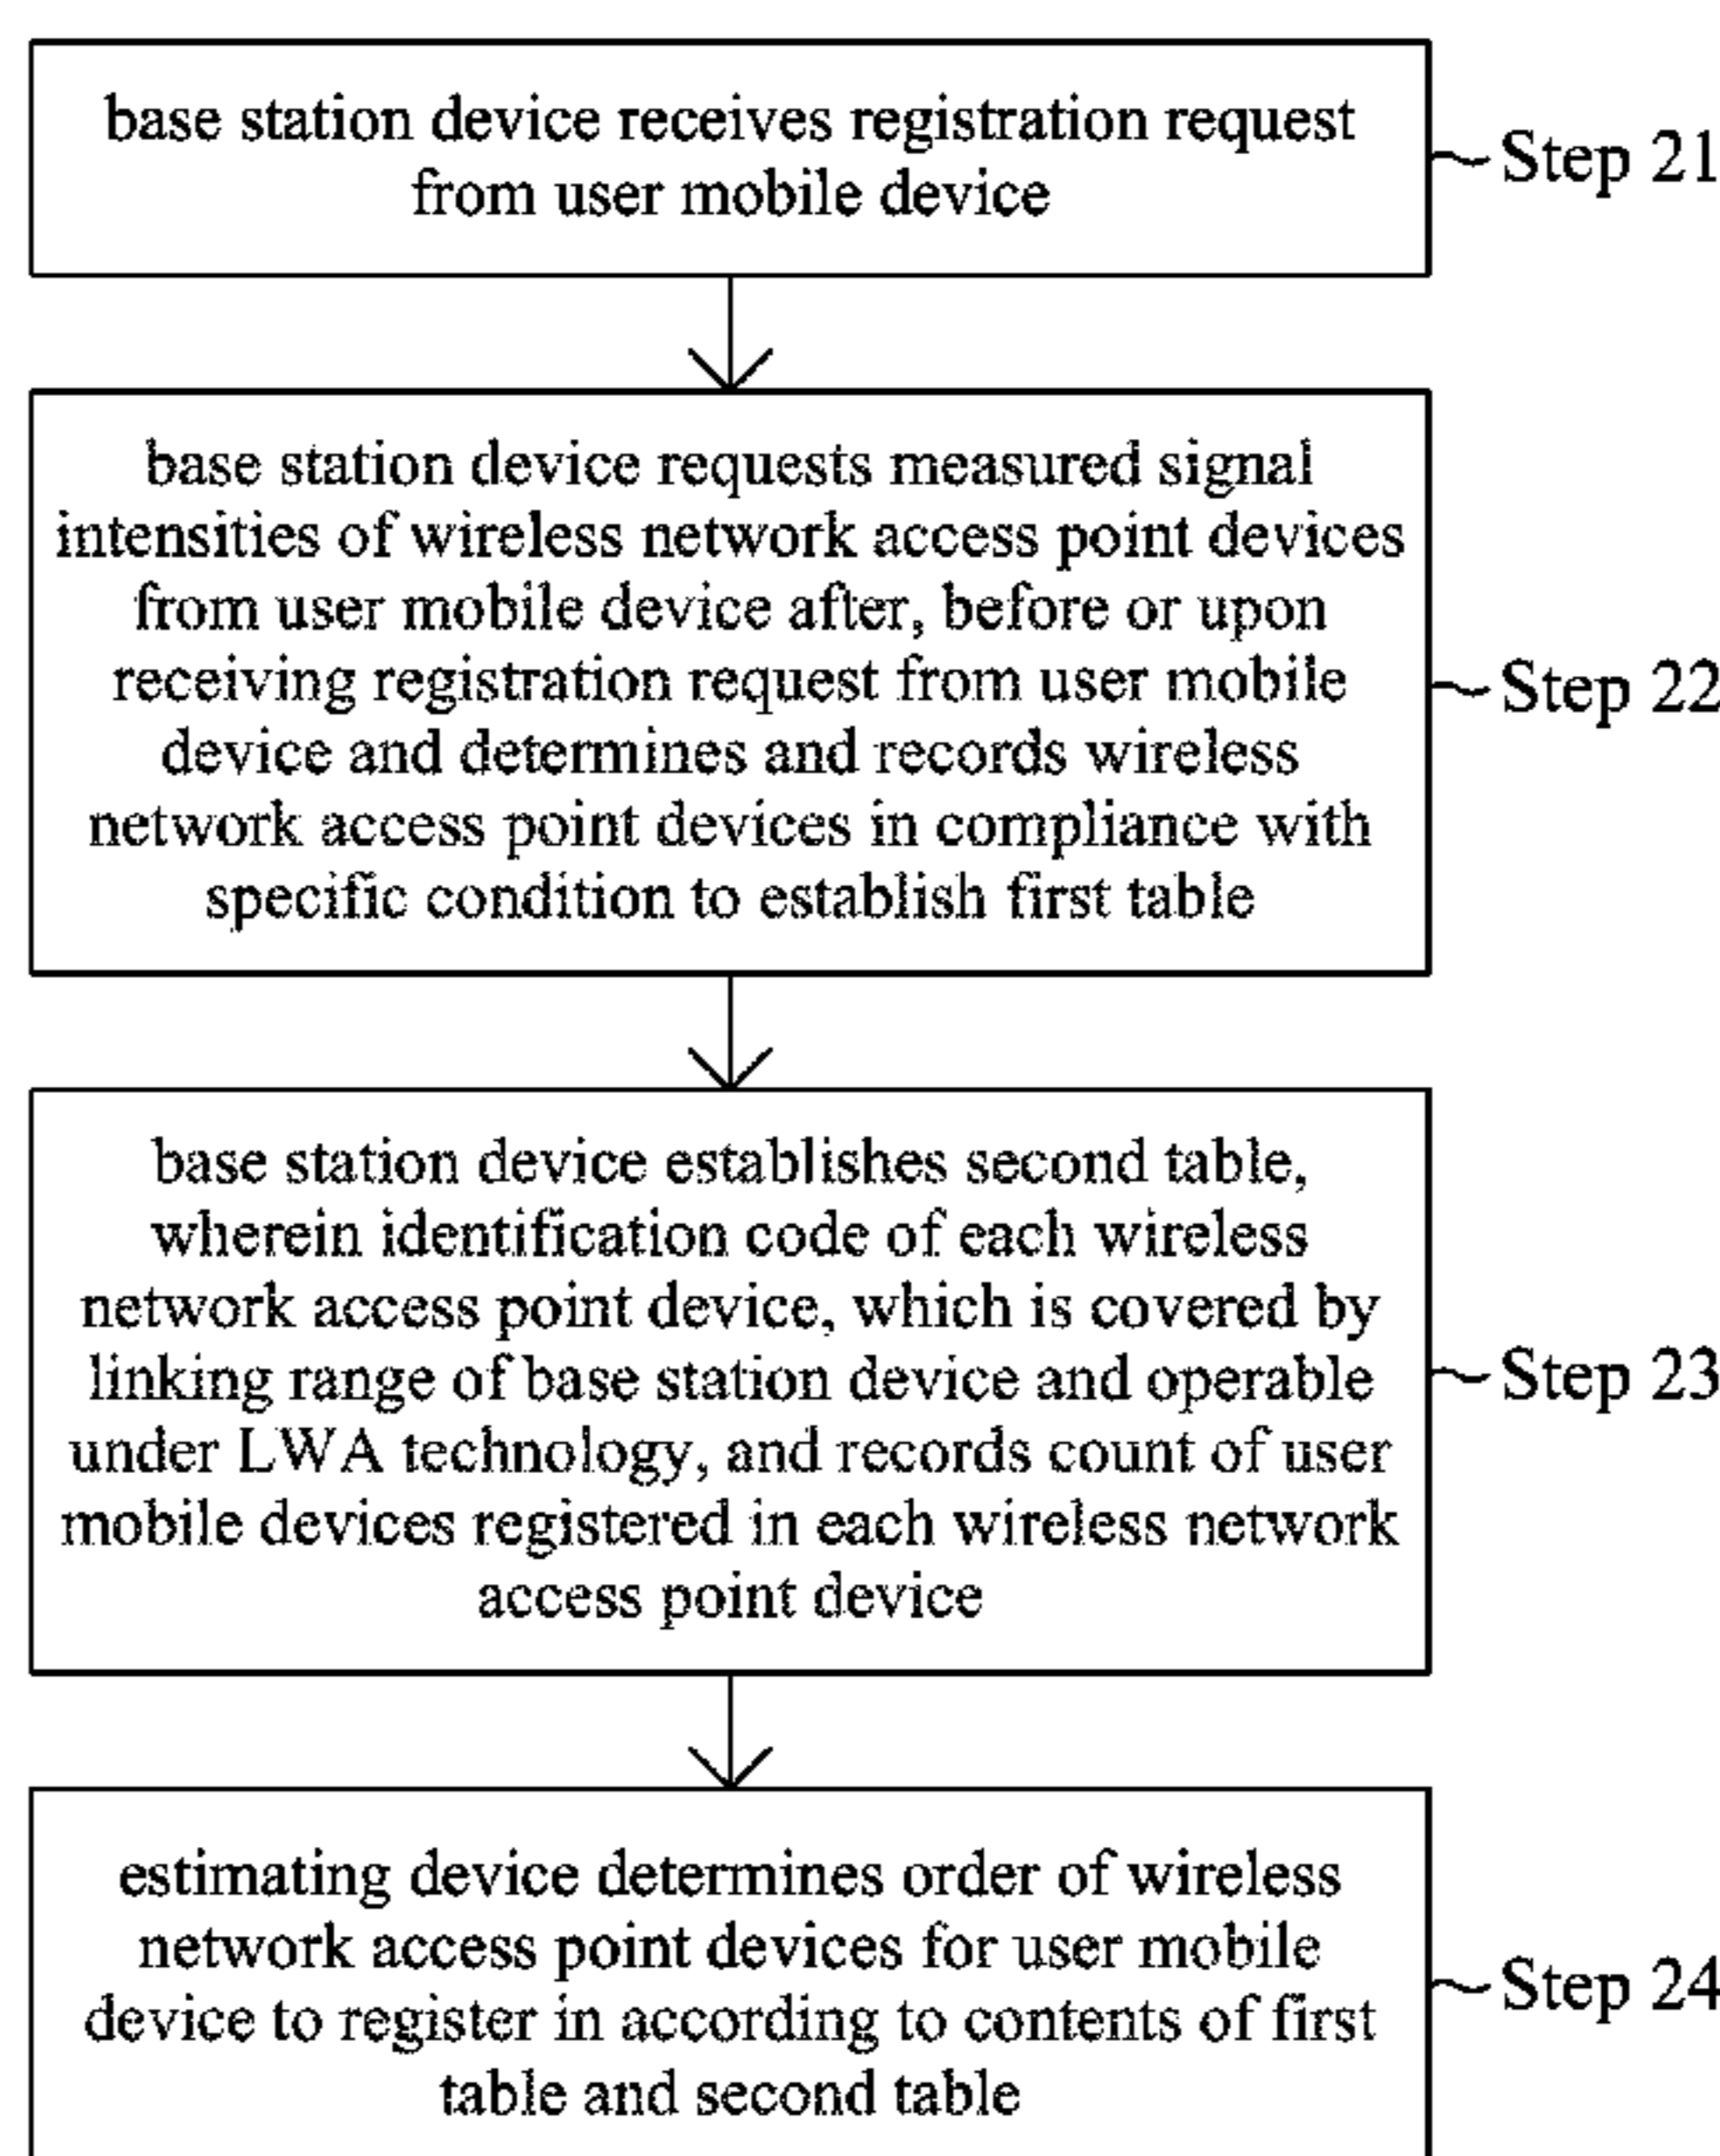 base station device receives registration request
from user mobile device
Step 21
base station device requests measured signal
intensities of wireless network access point devices
from user mobile device after, before or upon
receiving registration request from user mobile
device and determines and records wireless
network access point devices in compliance with
specific condition to establish first table
Step 22
base station device establishes second table,
wherein identification code of each wireless
network access point device, which is covered by
linking range of base station device and operable
under LWA technology, and records count of user
mobile devices registered in each wireless network
access point device
Step 23
estimating device determines order of wireless
network access point devices for user mobile
device to register in according to contents of first
table and second table
Step 24